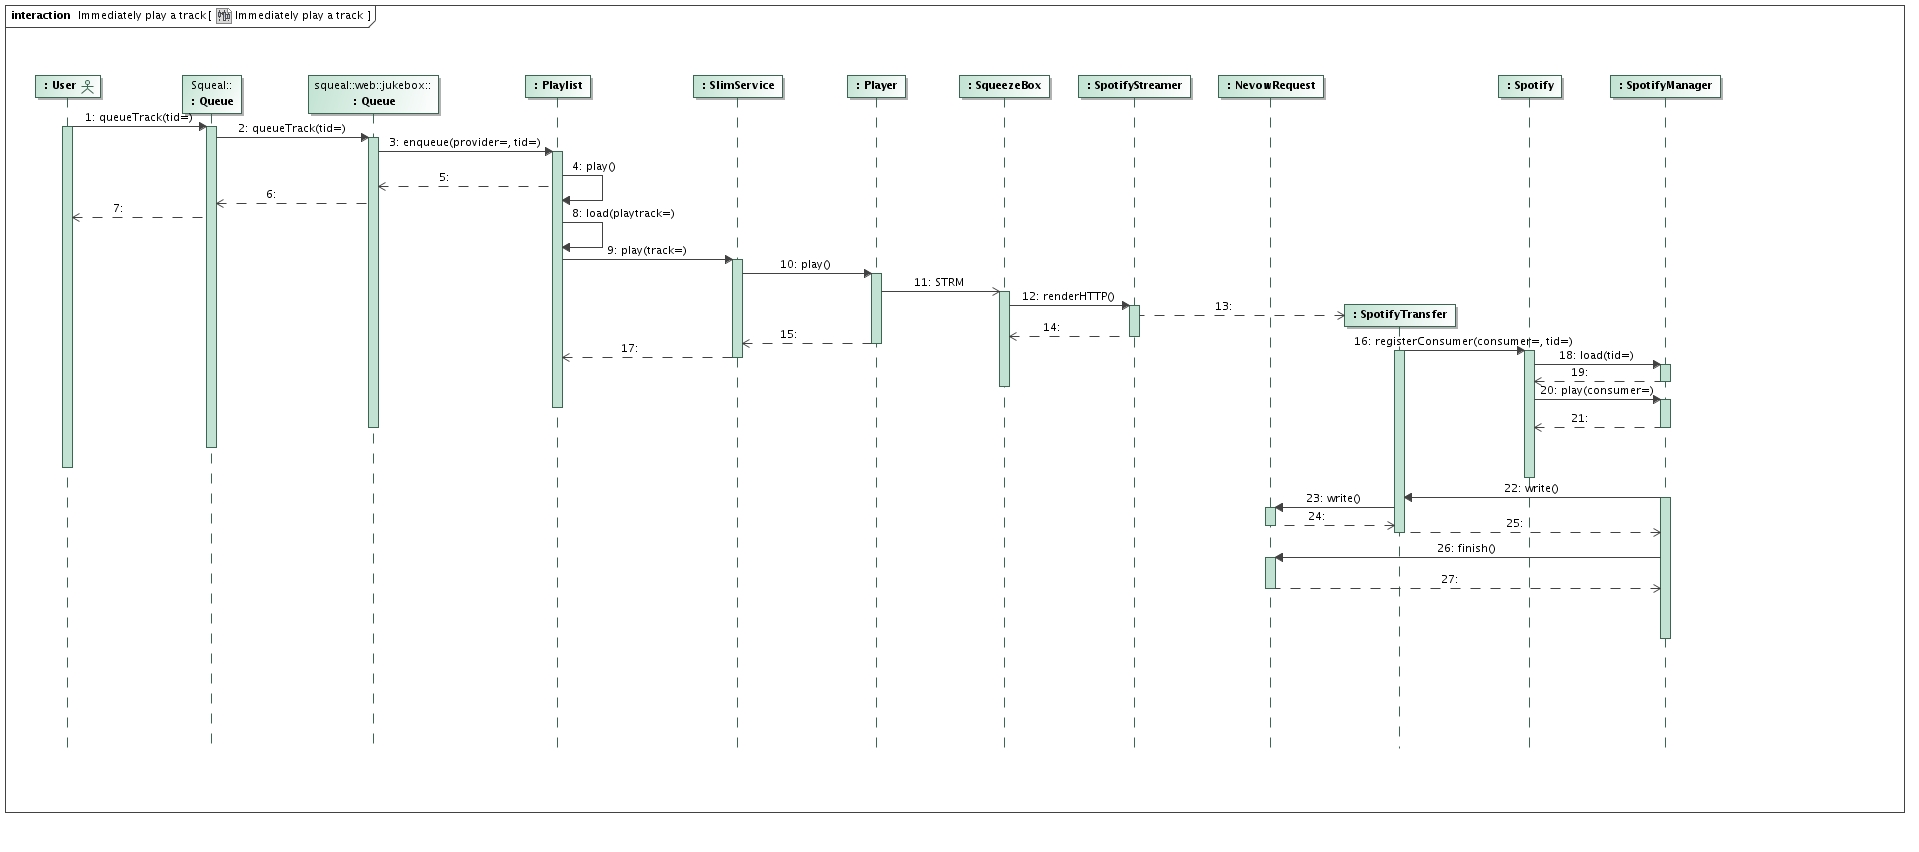 interaction Immediately play a track [ Immediately play a track ]
: User
Squeal::
: Queue
squeal::web::jukebox::
: Queue
: Playlist
: SlimService
: Player
: SqueezeBox
: SpotifyStreamer
: NevowRequest
: Spotify
: SpotifyManager
1: queueTrack(tid=)
2: queueTrack(tid=)
3: enqueue(provider=, tid=)
4: play()
5:
6:
7:
8: load(playtrack=)
9: play(track=)
10: play()
11: STRM
12: renderHTTP()
13:
: SpotifyTransfer
14:
15:
16: registerConsumer(consumer=, tid=)
17:
18: load(tid=)
19:
20: play(consumer=)
21:
22: write()
23: write()
24:
25:
26: finish()
27: